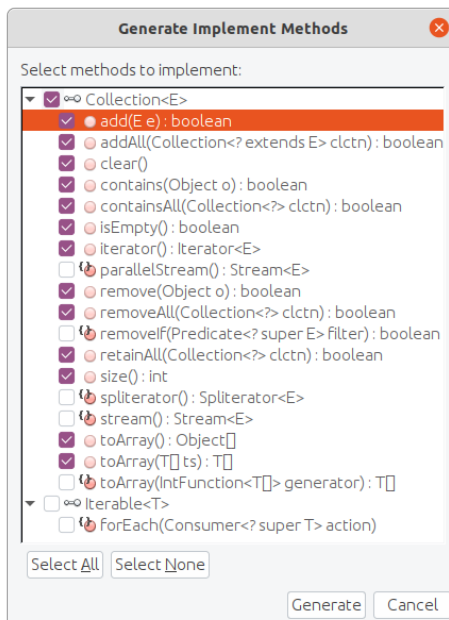 Generate Implement Methods
Select methods to implement:
Collection<E>
add(E e) : boolean
addAll(Collection<? extends E> clctn) : boolean
clear()
contains(Object o) : boolean
containsAll(Collection<?> clctn) : boolean
isEmpty() : boolean
iterator() : Iterator<E>
parallelStream() : Stream<E>
remove(Object o) : boolean
removeAll(Collection<?> clctn) : boolean
removeIf(Predicate<? super E> filter) : boolean
retainAll(Collection<?> clctn) : boolean
size() : int
spliterator() : Spliterator<E>
stream() : Stream<E>
toArray() : Object[]
toArray(T[] ts) : T[]
toArray(IntFunction<T[]> generator) : T[]
Iterable<T>
forEach(Consumer<? super T> action)
Select All Select None
Generate Cancel